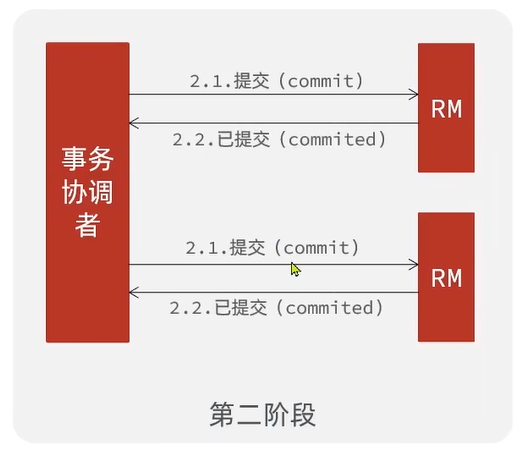 2.1.提交（commit）
RM
2.2.已提交（commited）
事务
协调
者
2.1.提交（commit）
RM
2.2.已提交（commited）
第二阶段